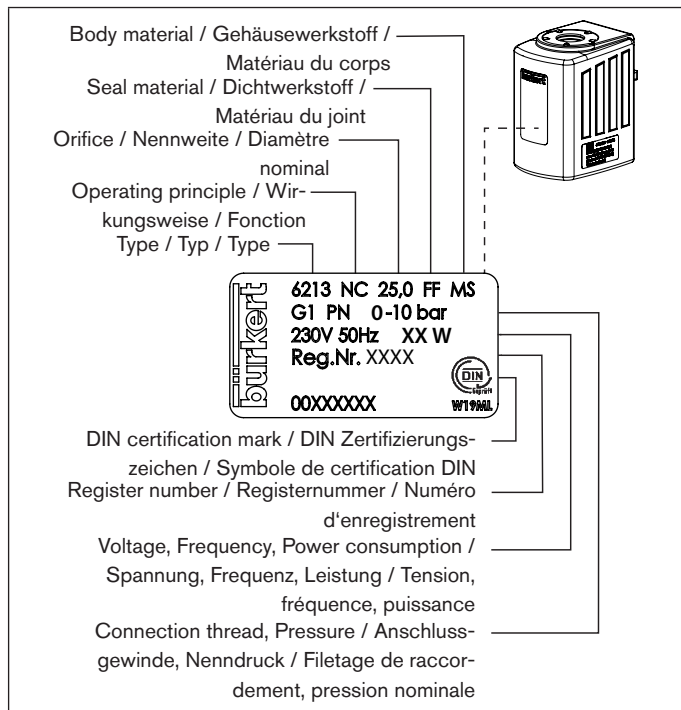 Body material / Gehäusewerkstoff /
Matériau du corps
Seal material / Dichtwerkstoff /
Matériau du joint
Orifice / Nennweite / Diamètre
nominal
Operating principle / Wir-
kungsweise / Fonction
Type / Typ / Type
burkert
6213 NC 25,0 FF MS
G1 PN 0-10 bar
230V 50Hz XX W
Reg.Nr. XXXX
DIN
Geprüft
00XXXXXX W19ML
DIN certification mark / DIN Zertifizierungs-
zeichen / Symbole de certification DIN
Register number / Registernummer / Numéro
d‘enregistrement
Voltage, Frequency, Power consumption /
Spannung, Frequenz, Leistung / Tension,
fréquence, puissance
Connection thread, Pressure / Anschluss-
gewinde, Nenndruck / Filetage de raccor-
dement, pression nominale